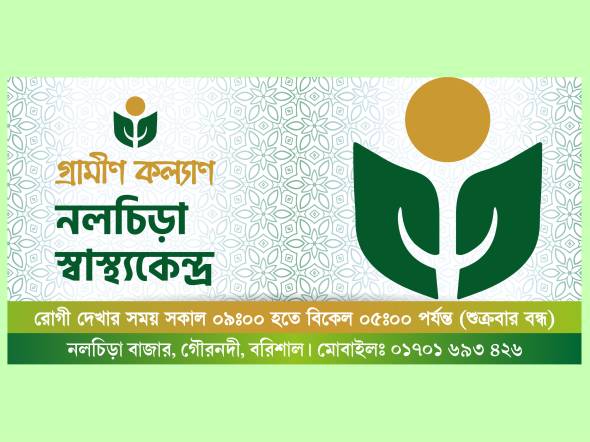 গ্রামীণ কল্যাণ
নলচিড়া
স্বাস্থ্যকেন্দ্র
রোগী দেখার সময় সকাল ০৯ঃ০০ হতে বিকেল ০৫ঃ০০ পর্যন্ত (শুক্রবার বন্ধ)
নলচিড়া বাজার, গৌরনদী, বরিশাল। মোবাইলঃ ০১৭০১ ৬৯৩ ৪২৬